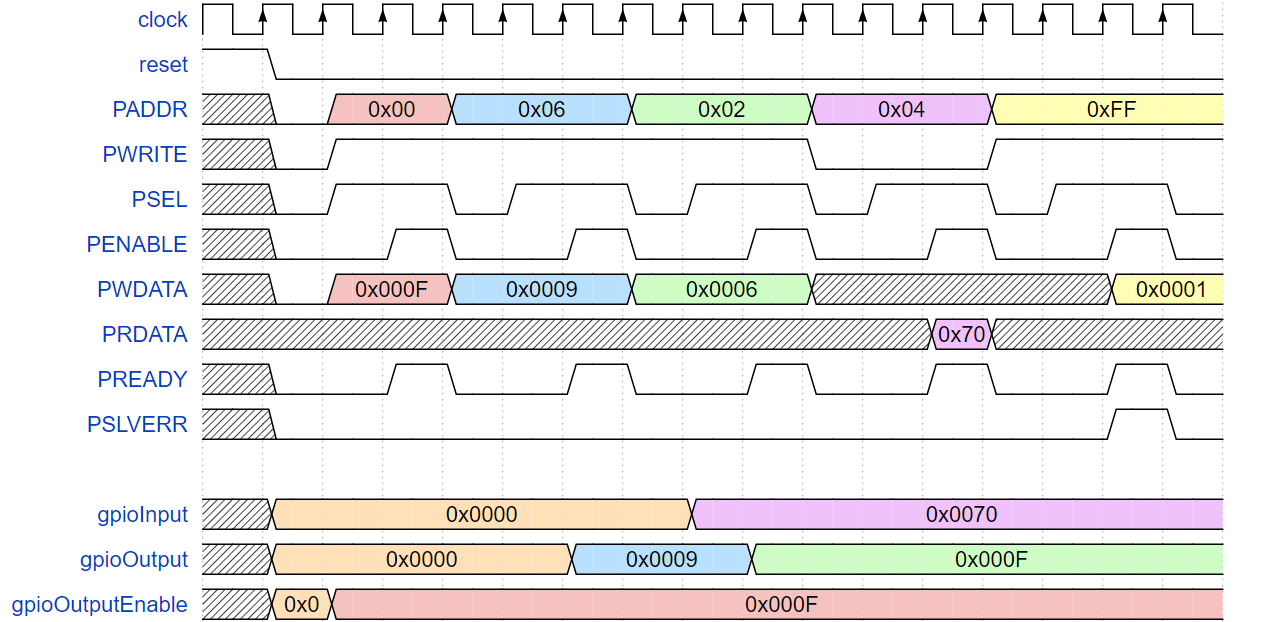 clock
reset
PADDR 0x00 0x06 0x02 0x04 0xFF
PWRITE
PSEL
PENABLE
PWDATA 0x000F 0x0009 0x0006 0x0001
PRDATA 0x70
PREADY
PSLVERR
gpioInput 0x0000 0x0070
gpioOutput 0x0000 0x0009 0x000F
gpioOutputEnable 0x0 0x000F